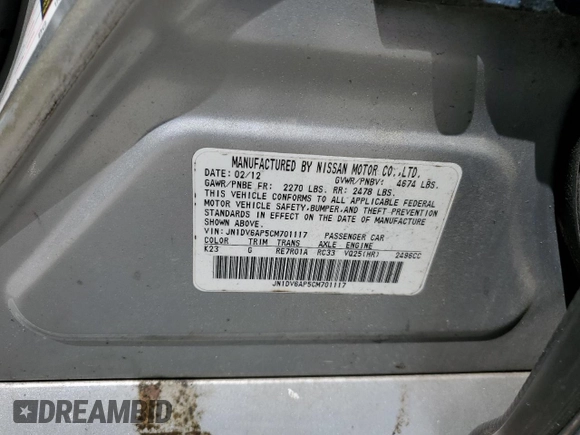 MANUFACTURED BY NISSAN MOTOR CO.,LTD.
DATE: 02/12 GVWR/PNBV: 4674 LBS.
GAWR/PNBE FR: 2270 LBS. RR: 2478 LBS.
THIS VEHICLE CONFORMS TO ALL APPLICABLE FEDERAL
MOTOR VEHICLE SAFETY,BUMPER,AND THEFT PREVENTION
STANDARDS IN EFFECT ON THE DATE OF MANUFACTURE
SHOWN ABOVE.
VIN: JN1DV6AP5CM701117 PASSENGER CAR
COLOR TRIM TRANS AXLE ENGINE
K23 G RE7R01A RC33 VQ25(HR) 2496CC
JN1DV6AP5CM701117
DREAMBID